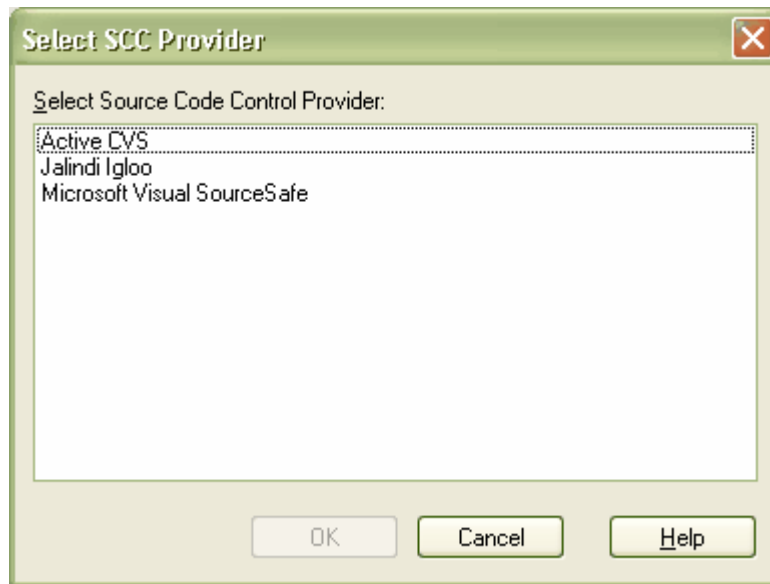 Select SCC Provider
Select Source Code Control Provider:
Active CVS
Jalindi Igloo
Microsoft Visual SourceSafe
OK Cancel Help